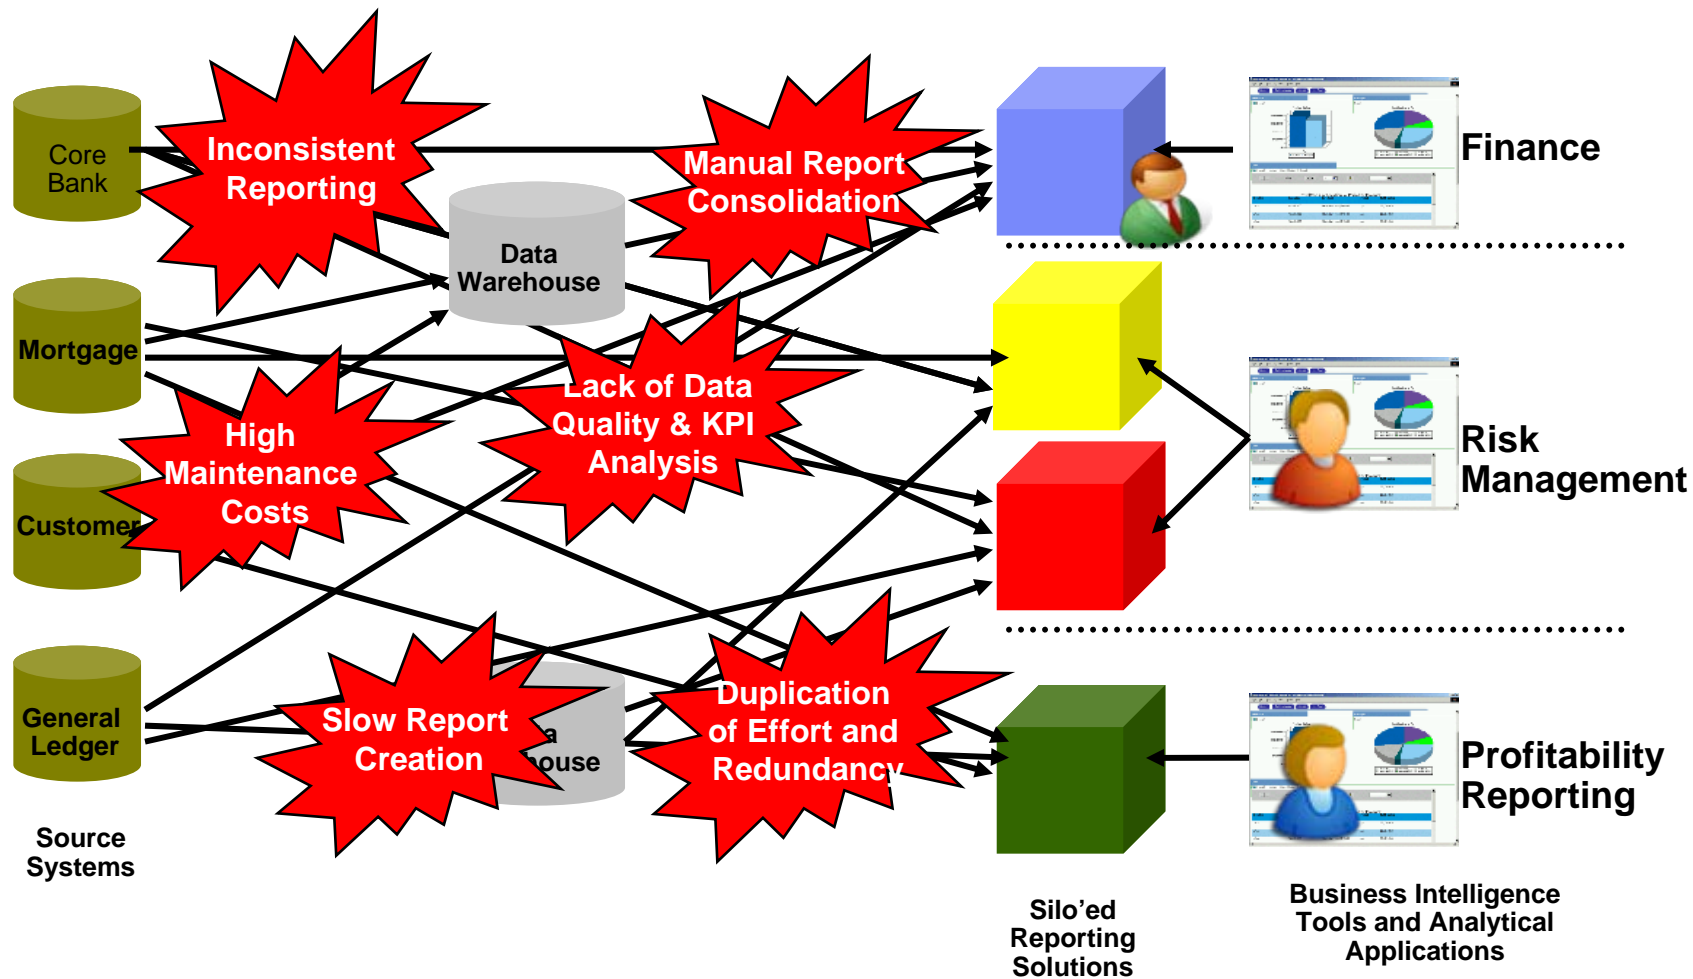 Core
Bank
Mortgage
Customer
General
Ledger
Source
Systems
Inconsistent
Reporting
Manual Report
Consolidation
Data
Warehouse
High
Maintenance
Costs
Lack of Data
Quality & KPI
Analysis
Slow Report
Creation
Duplication
of Effort and
Redundancy
Silo’ed
Reporting
Solutions
Finance
Risk
Management
Profitability
Reporting
Business Intelligence
Tools and Analytical
Applications